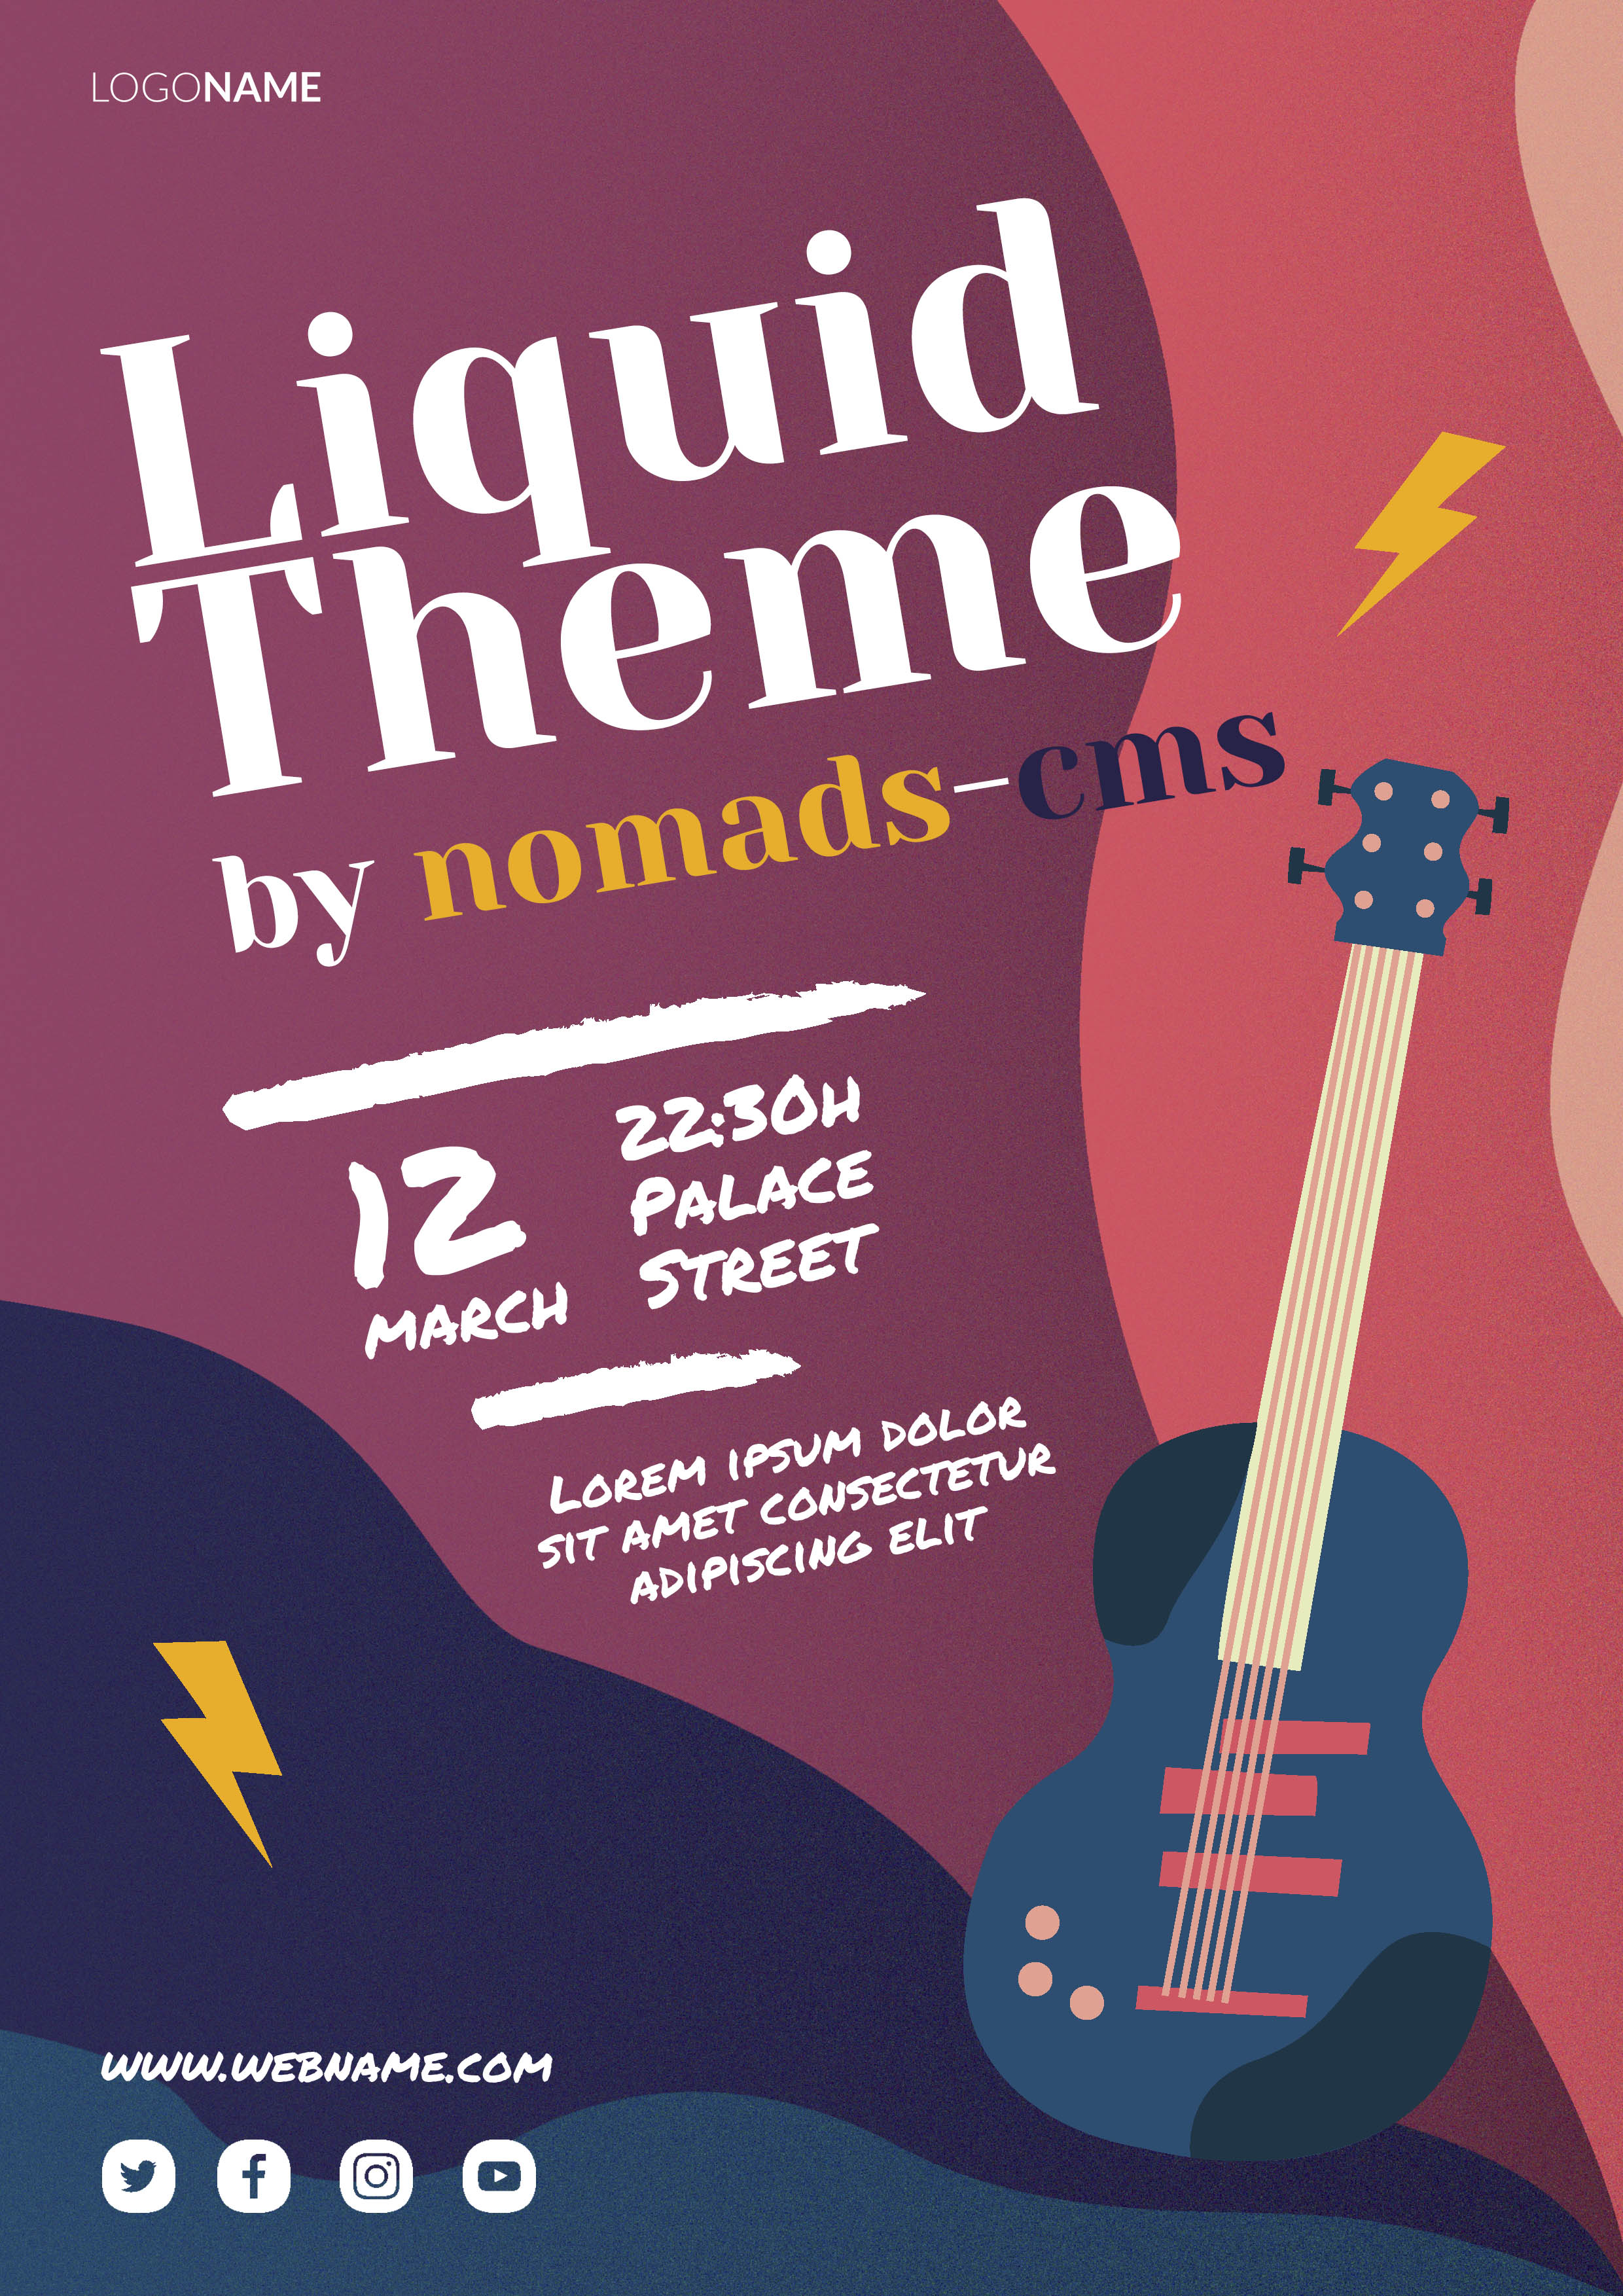 LOGONAME
Liquid
Theme
by nomads-cms
12
MARCH
22:30H
PALACE
STREET
LOREM IPSUM DOLOR
SIT AMET CONSECTETUR
ADIPISCING ELIT
WWW.WEBNAME.COM